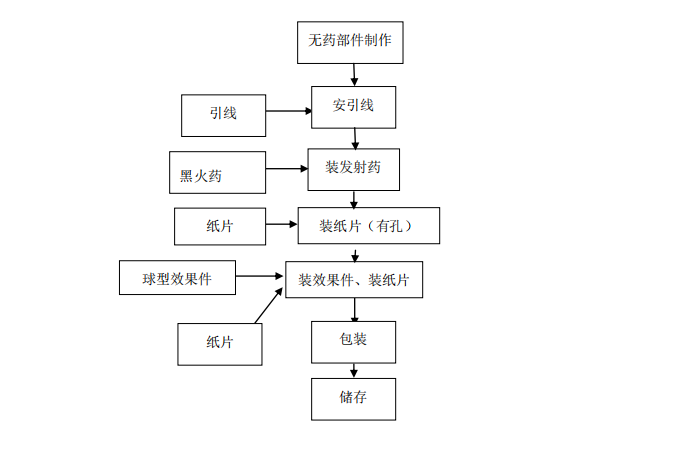 无药部件制作
引线
安引线
黑火药
装发射药
纸片
装纸片（有孔）
球型效果件
装效果件、装纸片
纸片
包装
储存